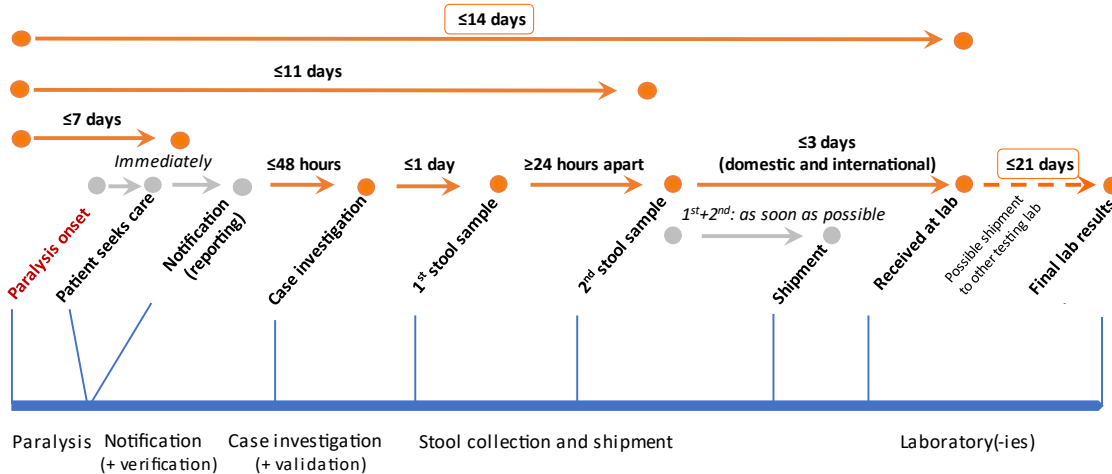 ≤14 days
≤11 days
≤7 days
Immediately
≤48 hours
≤1 day
≥24 hours apart
≤3 days
(domestic and international)
≤21 days
1st+2nd: as soon as possible
Paralysis onset
Patient seeks care
Notification
(reporting)
Case investigation
1st stool sample
2nd stool sample
Shipment
Received at lab
Possible shipment
to other testing lab
Final lab results
Paralysis
Notification
(+ verification)
Case investigation
(+ validation)
Stool collection and shipment
Laboratory(-ies)